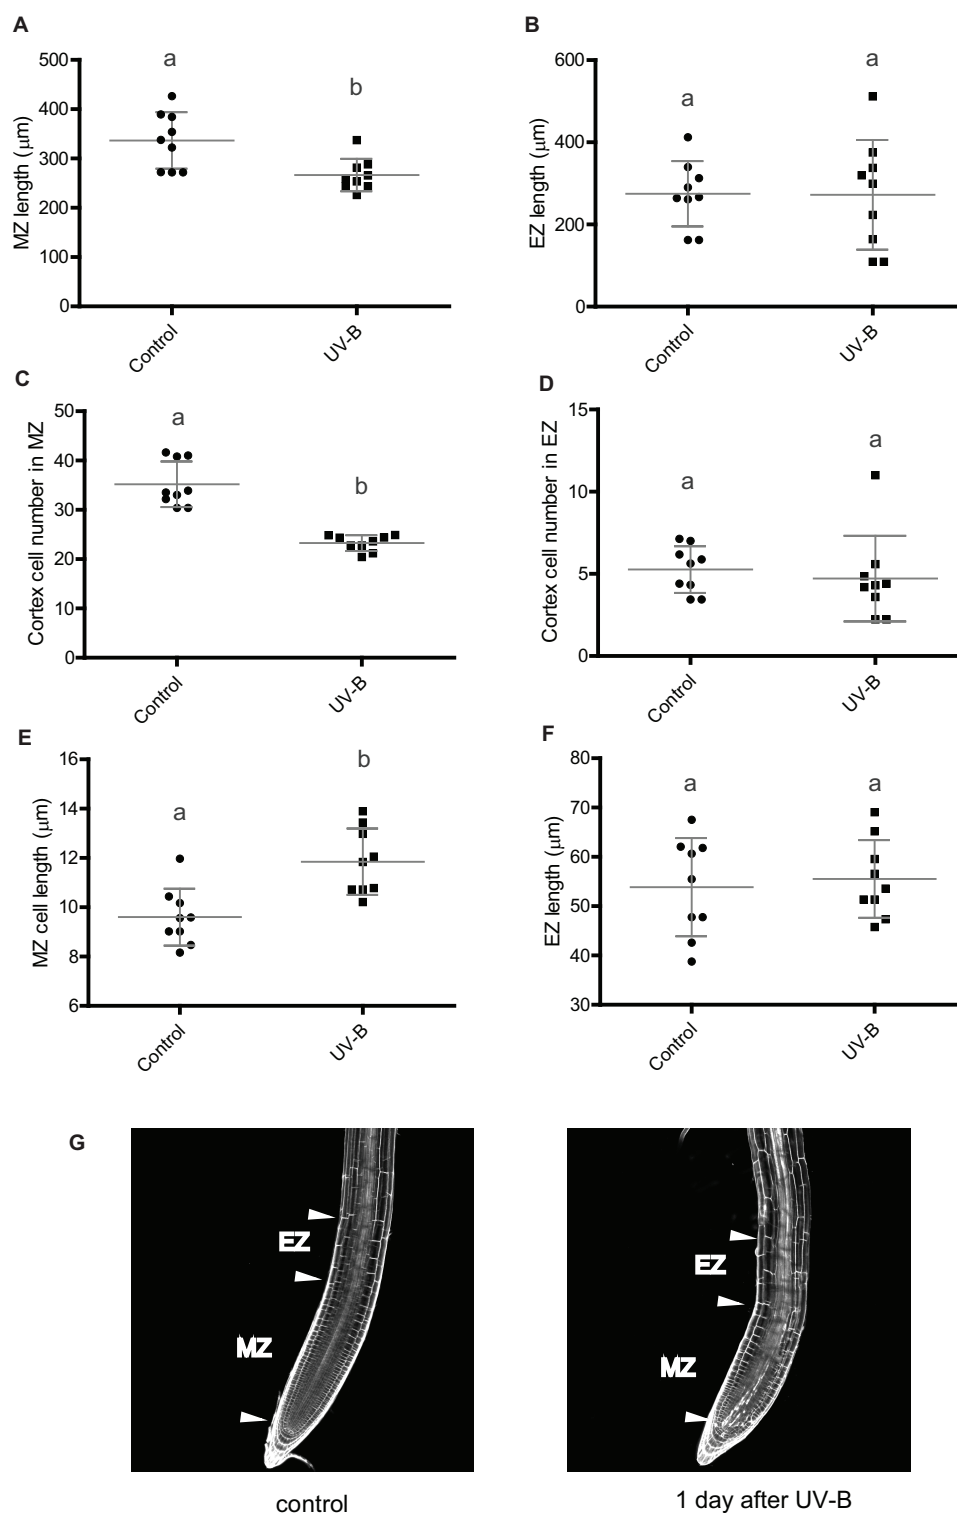 A
B
a
b
a
a
500
400
300
200
100
0
MZ length (μm)
Control
UV-B
600
400
200
0
EZ length (μm)
Control
UV-B
C
D
a
b
a
a
50
40
30
20
10
0
Cortex cell number in MZ
Control
UV-B
15
10
5
0
Cortex cell number in EZ
Control
UV-B
E
F
a
b
a
a
16
14
12
10
8
6
MZ cell length (μm)
Control
UV-B
80
70
60
50
40
30
EZ length (μm)
Control
UV-B
G
EZ
MZ
EZ
MZ
control
1 day after UV-B